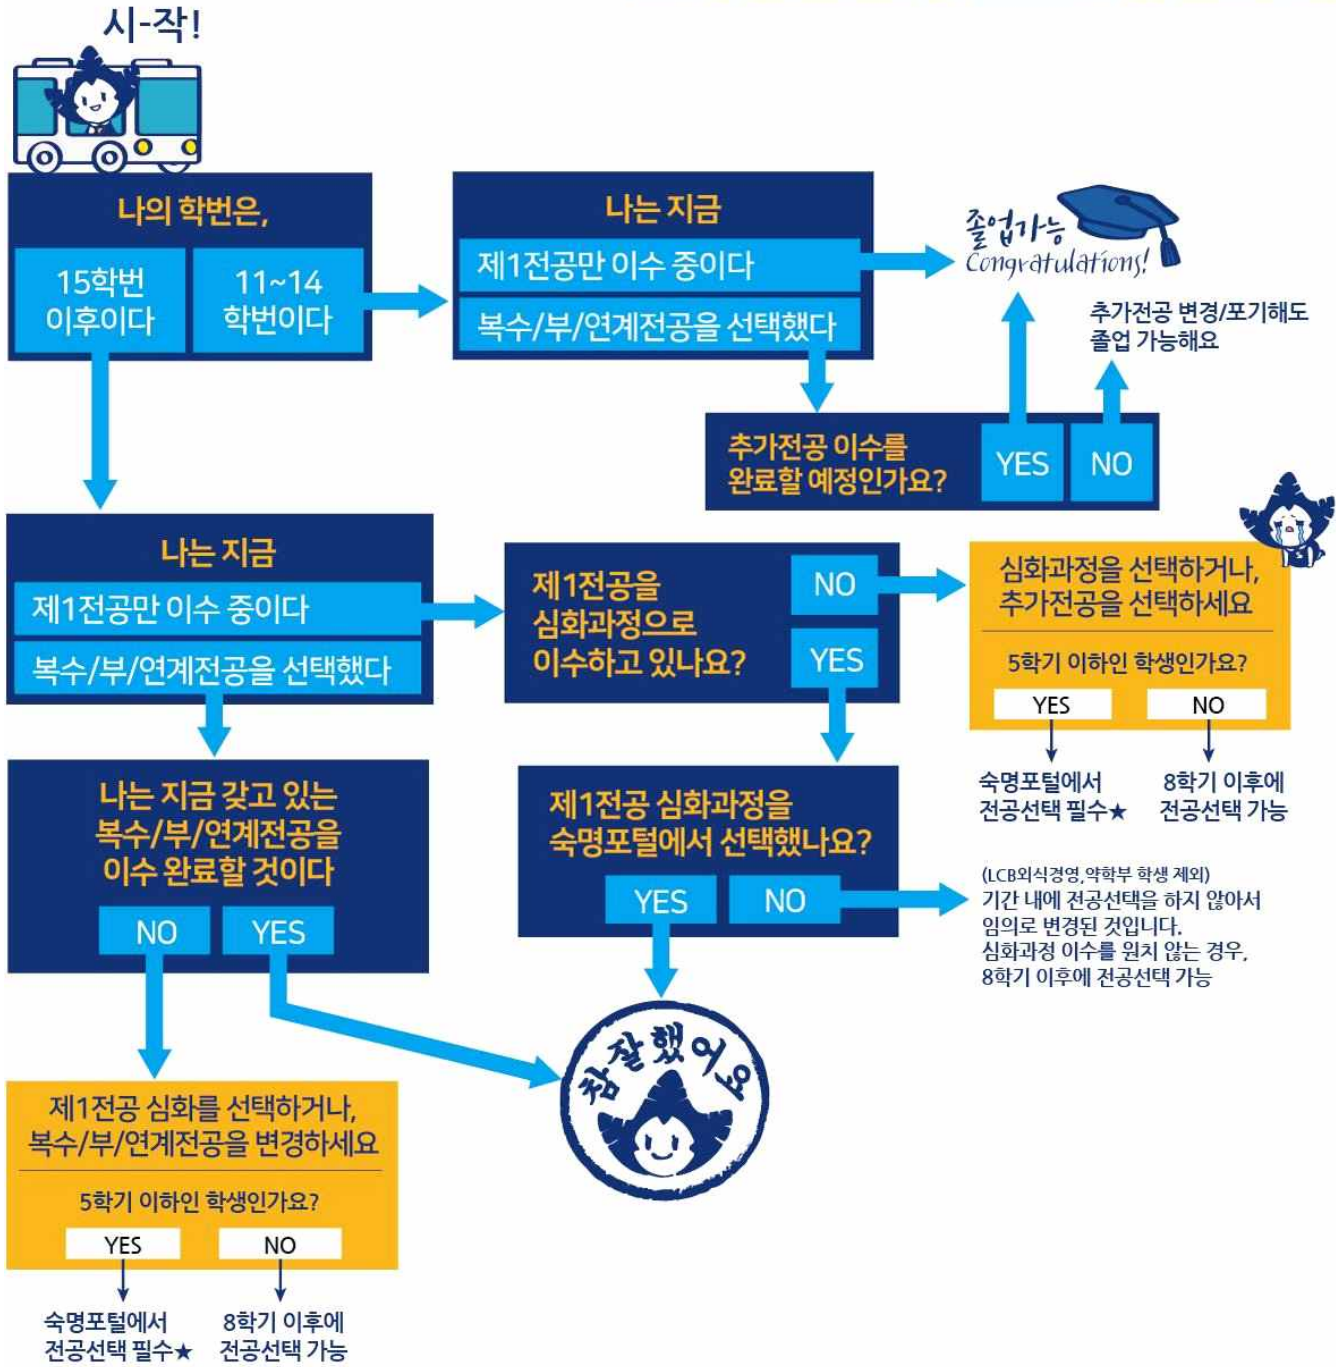 시-작!
나의 학번은,
15학번
이후이다
11~14
학번이다
나는 지금
제1전공만 이수 중이다
복수/부/연계전공을 선택했다
졸업가능
Congratulations!
추가전공 변경/포기해도
졸업 가능해요
추가전공 이수를
완료할 예정인가요?
YES
NO
나는 지금
제1전공만 이수 중이다
복수/부/연계전공을 선택했다
제1전공을
심화과정으로
이수하고 있나요?
NO
YES
심화과정을 선택하거나,
추가전공을 선택하세요
5학기 이하인 학생인가요?
YES
NO
숙명포털에서
전공선택 필수★
8학기 이후에
전공선택 가능
나는 지금 갖고 있는
복수/부/연계전공을
이수 완료할 것이다
NO
YES
제1전공 심화과정을
숙명포털에서 선택했나요?
YES
NO
(LCB외식경영,약학부 학생 제외)
기간 내에 전공선택을 하지 않아서
임의로 변경된 것입니다.
심화과정 이수를 원치 않는 경우,
8학기 이후에 전공선택 가능
참잘했어요
제1전공 심화를 선택하거나,
복수/부/연계전공을 변경하세요
5학기 이하인 학생인가요?
YES
NO
숙명포털에서
전공선택 필수★
8학기 이후에
전공선택 가능